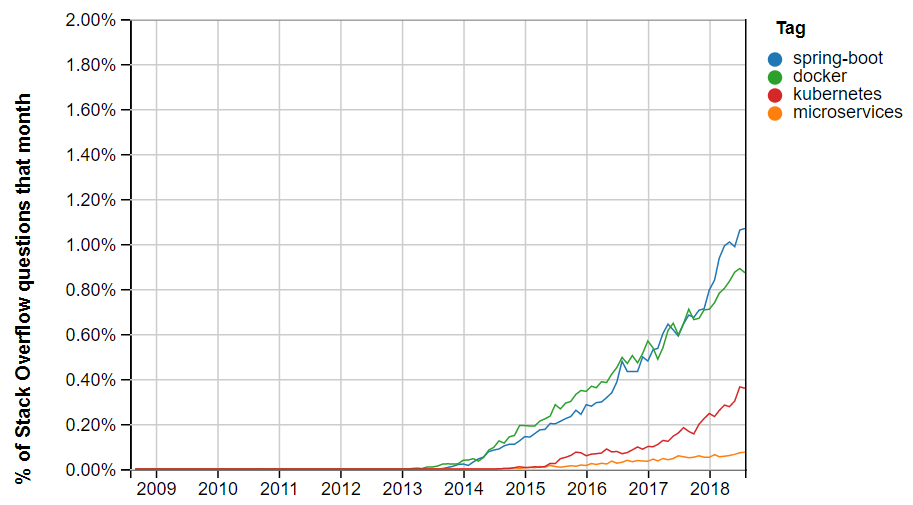 % of Stack Overflow questions that month
2.00%
1.80%
1.60%
1.40%
1.20%
1.00%
0.80%
0.60%
0.40%
0.20%
0.00%
2009 2010 2011 2012 2013 2014 2015 2016 2017 2018
Tag
spring-boot
docker
kubernetes
microservices